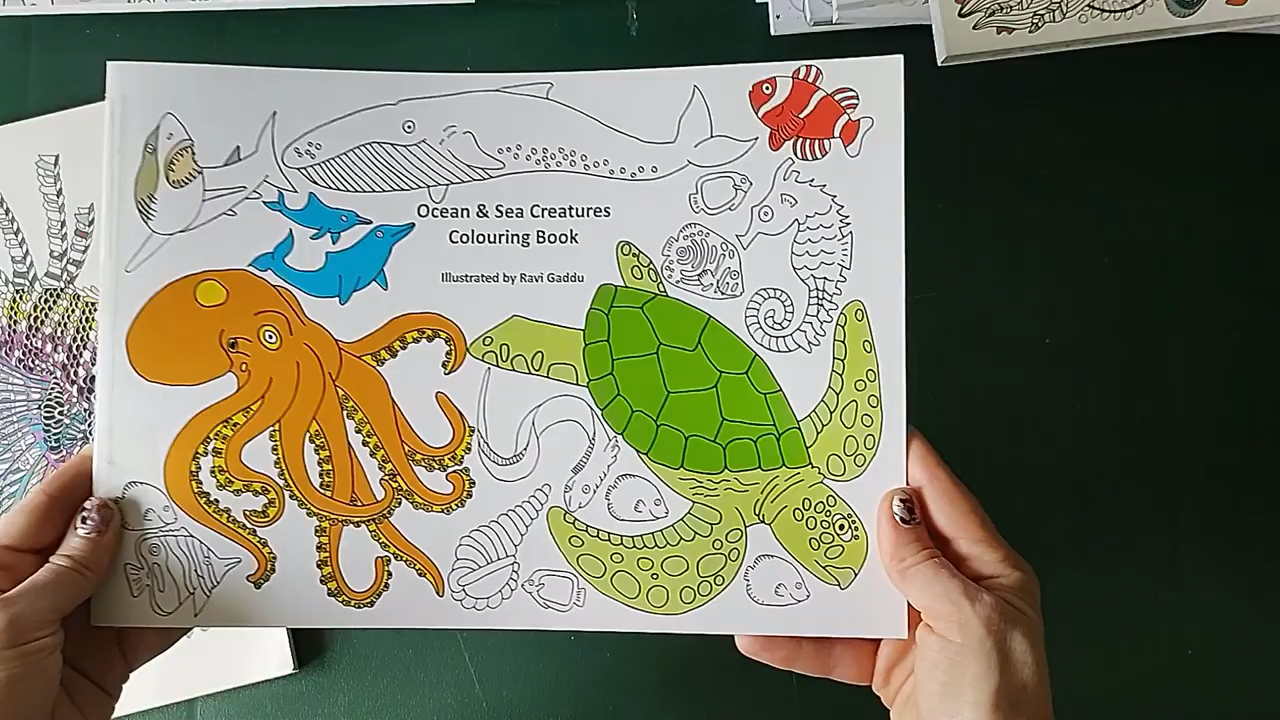 Ocean & Sea Creatures
Colouring Book
Illustrated by Ravi Gaddu